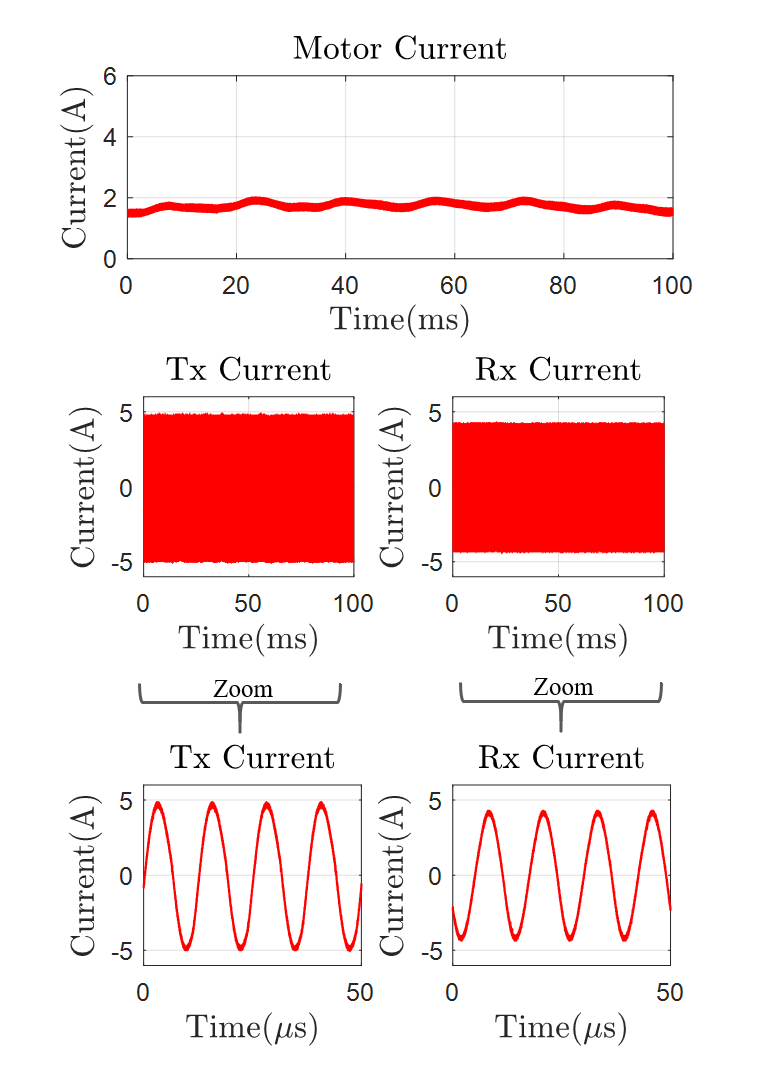 Motor Current
Current(A)
6
4
2
0
0 20 40 60 80 100
Time(ms)
Tx Current
Current(A)
5
0
-5
0 50 100
Time(ms)
Rx Current
Current(A)
5
0
-5
0 50 100
Time(ms)
Zoom
Zoom
Tx Current
Current(A)
5
0
-5
0 50
Time(μs)
Rx Current
Current(A)
5
0
-5
0 50
Time(μs)